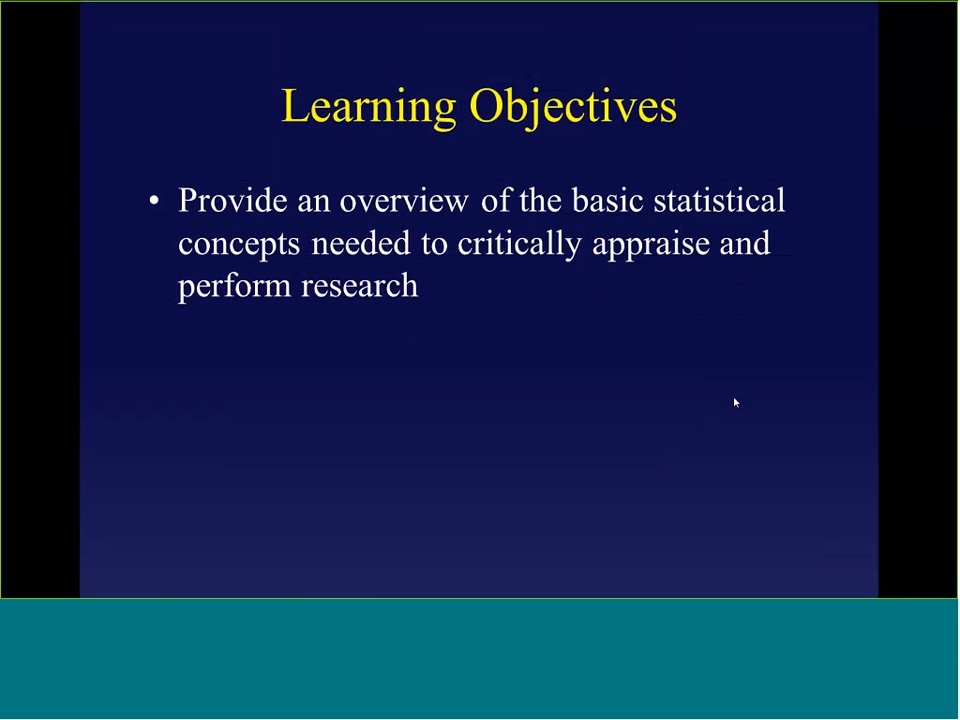 Learning Objectives
• Provide an overview of the basic statistical
concepts needed to critically appraise and
perform research